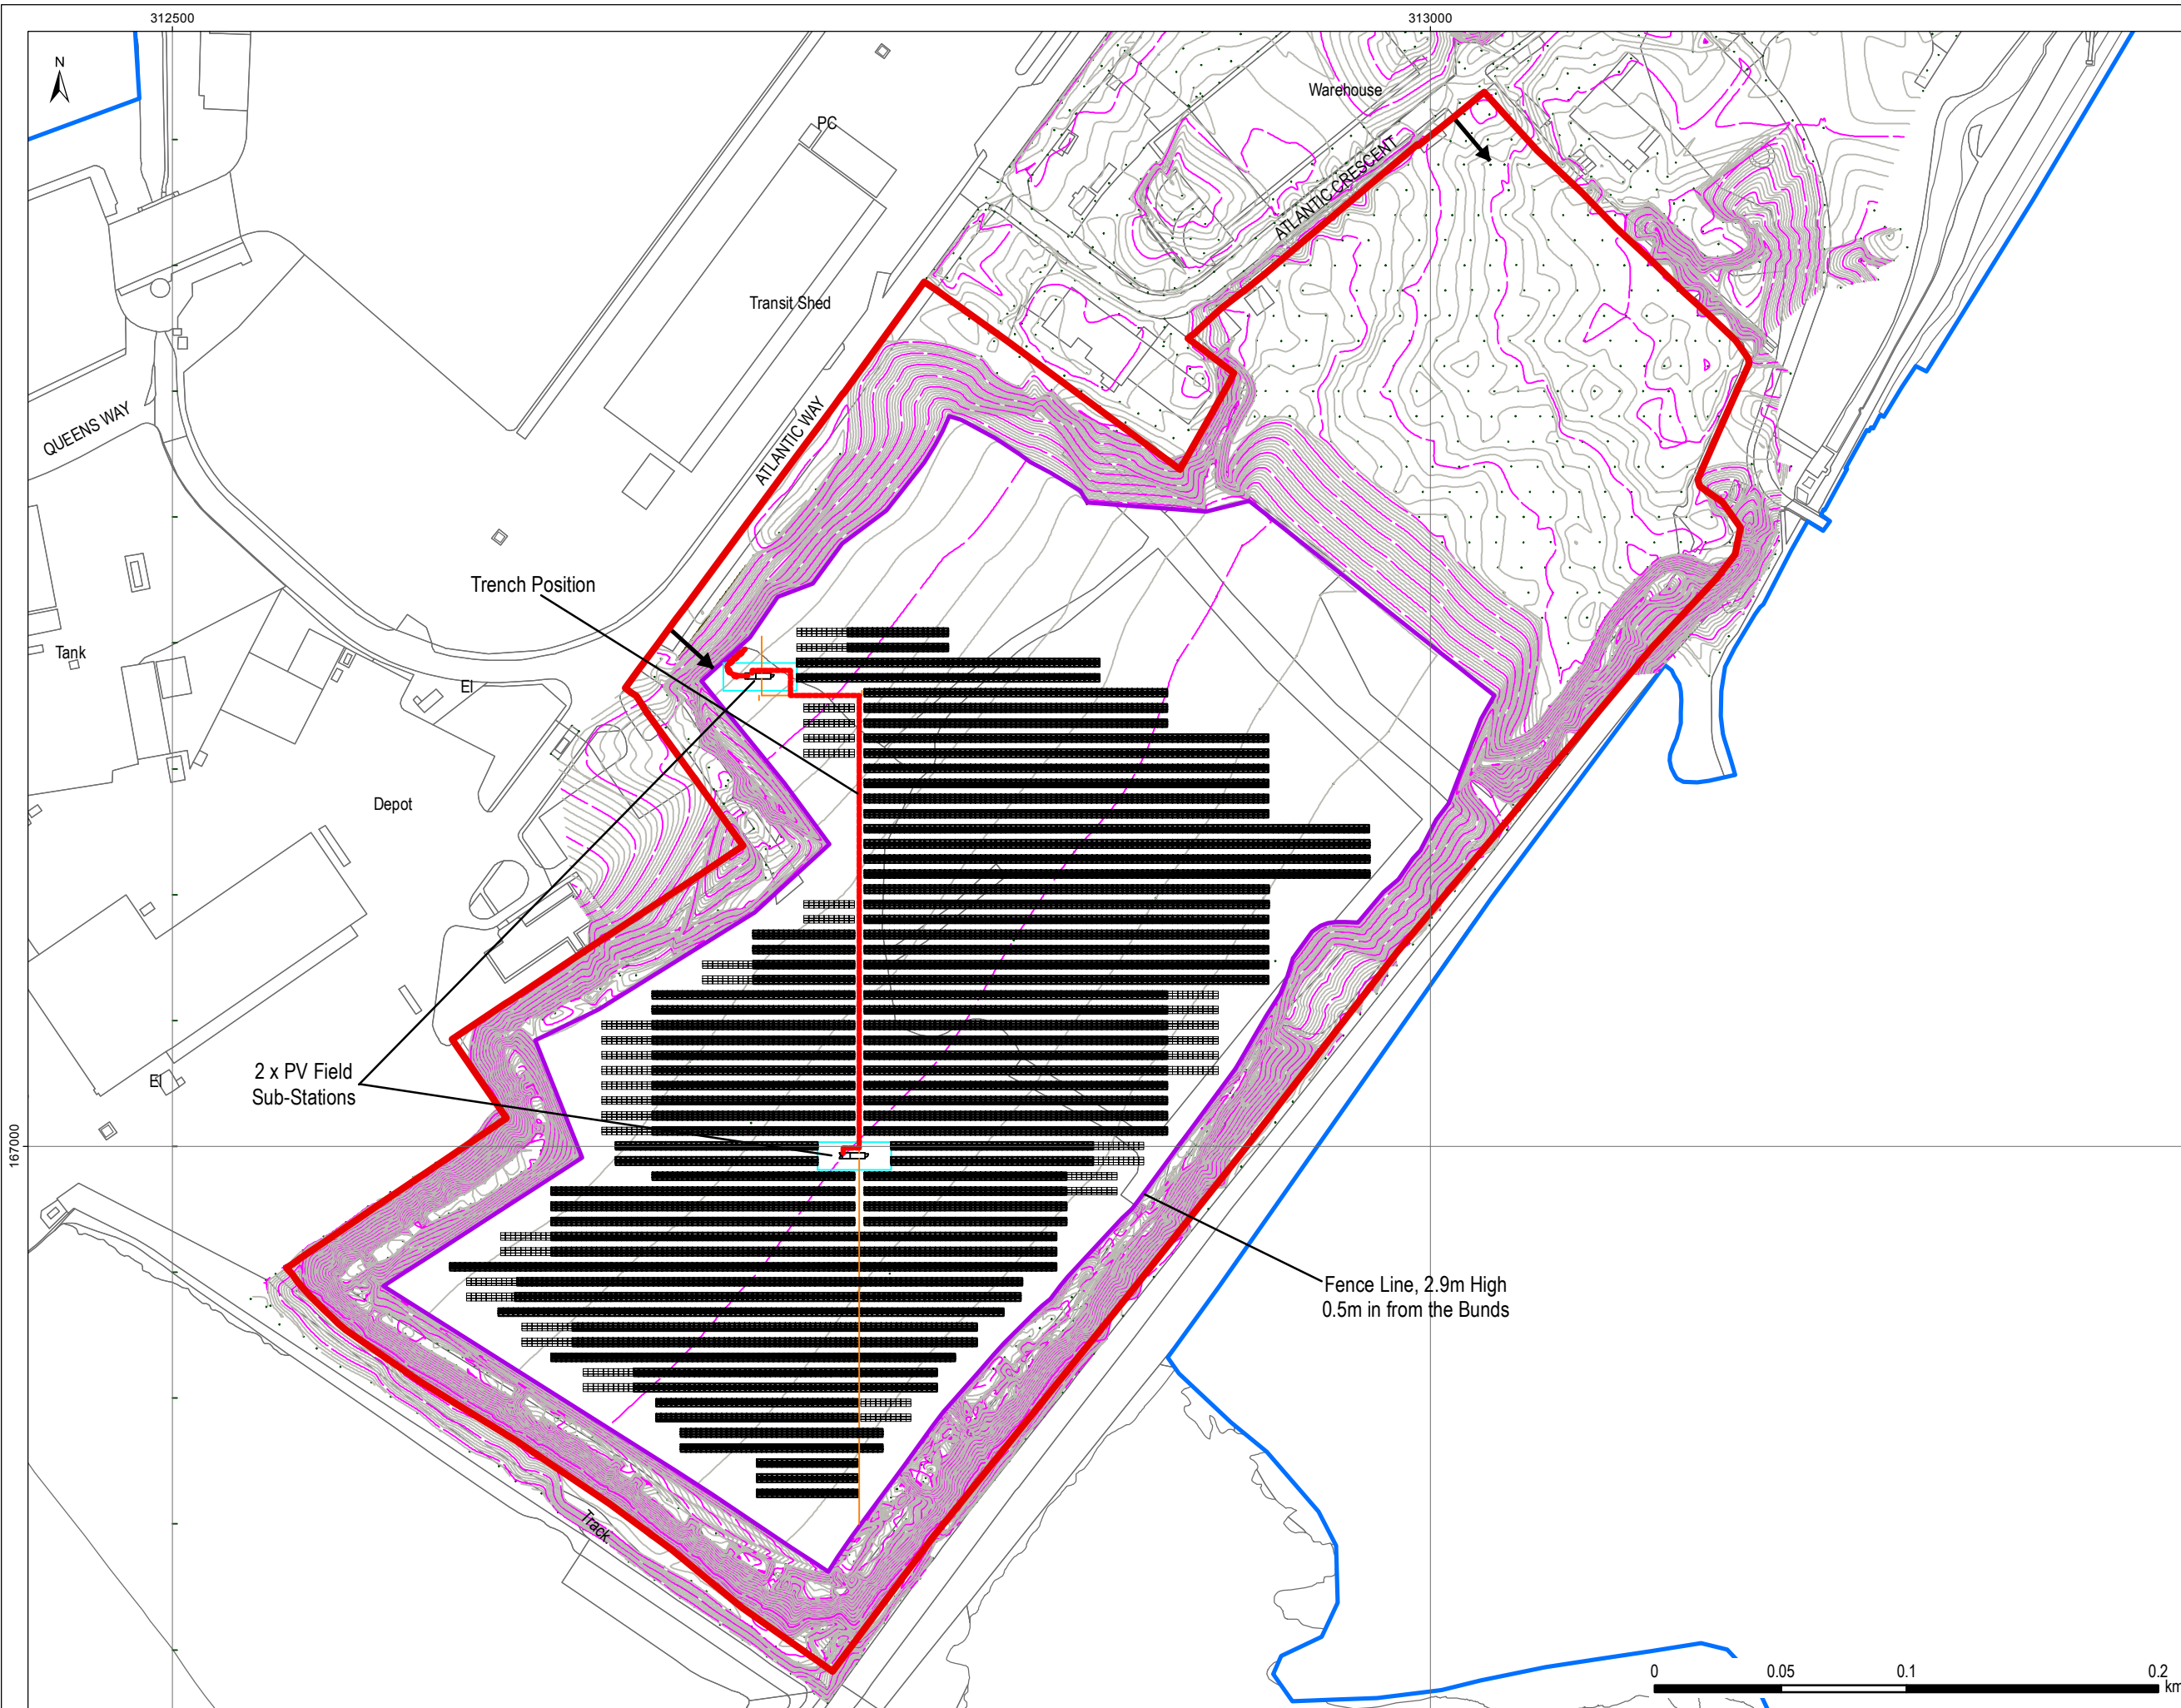 312500
313000
N
Warehouse
PC
ATLANTIC CRESCENT
Transit Shed
ATLANTIC WAY
QUEENS WAY
Trench Position
Tank
El
Depot
2 x PV Field
Sub-Stations
El
167000
Fence Line, 2.9m High
0.5m in from the Bunds
Track
0
0.05
0.1
0.2
km